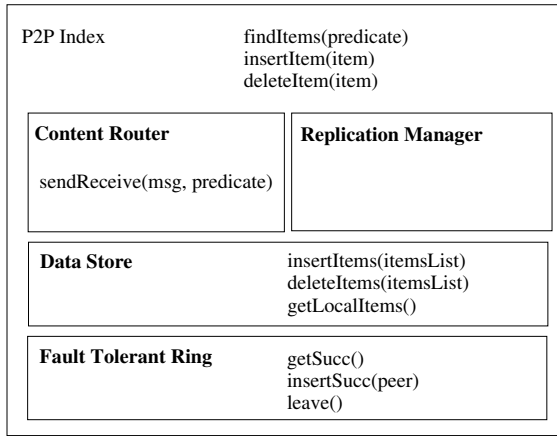 P2P Index findItems(predicate)
insertItem(item)
deleteItem(item)
Content Router
sendReceive(msg, predicate)
Replication Manager
Data Store insertItems(itemsList)
deleteItems(itemsList)
getLocalItems()
Fault Tolerant Ring getSucc()
insertSucc(peer)
leave()